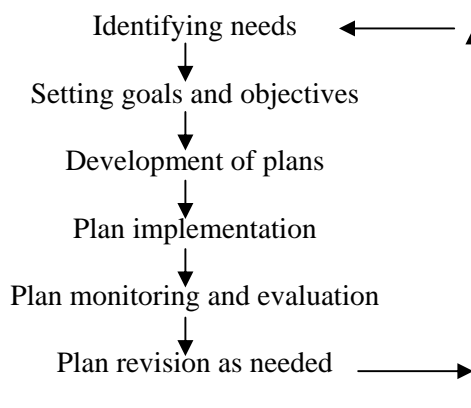 Identifying needs
Setting goals and objectives
Development of plans
Plan implementation
Plan monitoring and evaluation
Plan revision as needed